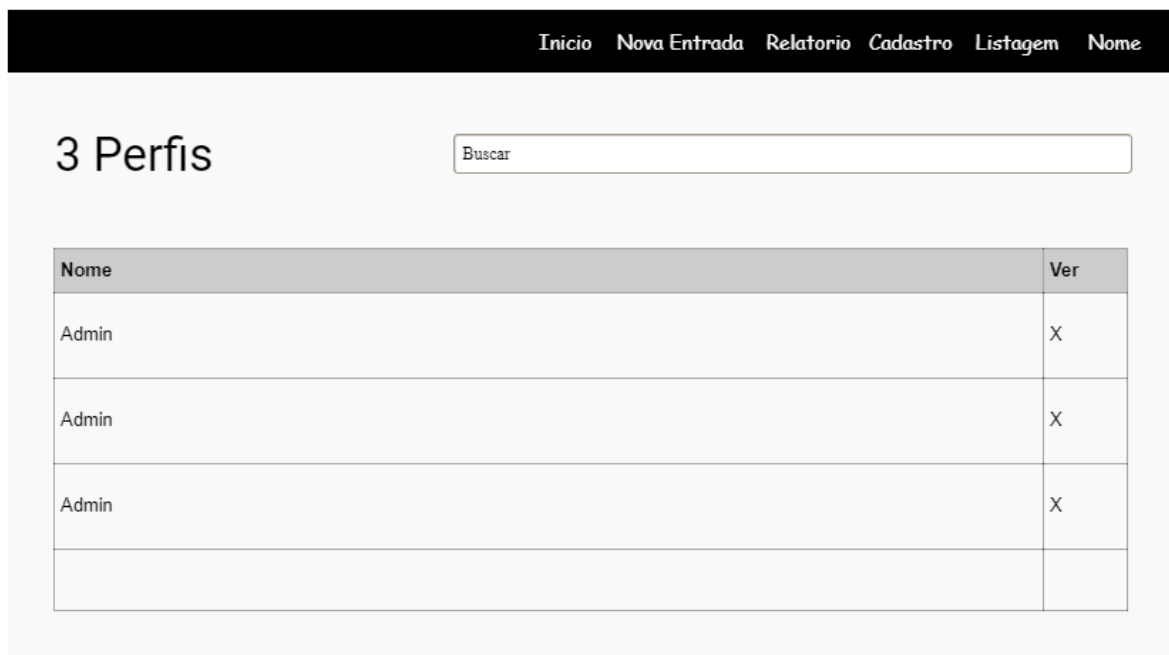 Inicio Nova Entrada Relatorio Cadastro Listagem Nome
3 Perfis
Buscar
Nome Ver
Admin X
Admin X
Admin X